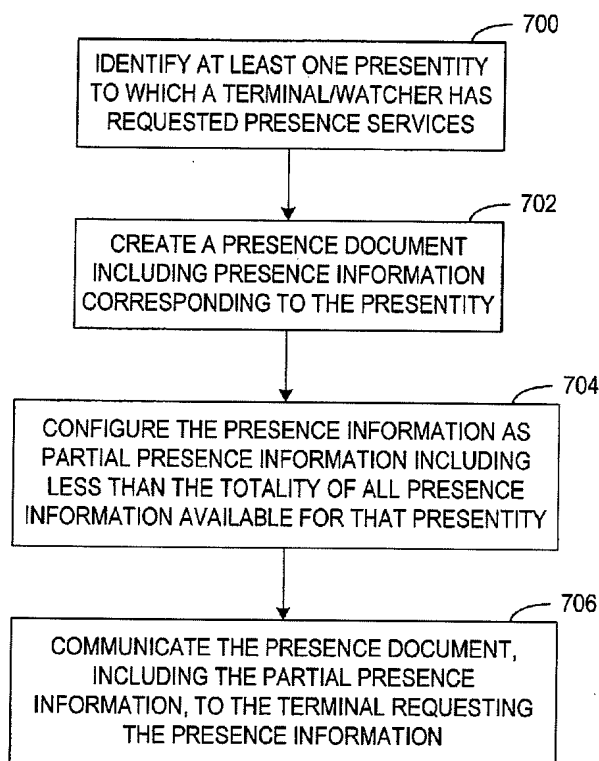 700
IDENTIFY AT LEAST ONE PRESENTITY
TO WHICH A TERMINAL/WATCHER HAS
REQUESTED PRESENCE SERVICES
702
CREATE A PRESENCE DOCUMENT
INCLUDING PRESENCE INFORMATION
CORRESPONDING TO THE PRESENTITY
704
CONFIGURE THE PRESENCE INFORMATION AS
PARTIAL PRESENCE INFORMATION INCLUDING
LESS THAN THE TOTALITY OF ALL PRESENCE
INFORMATION AVAILABLE FOR THAT PRESENTITY
706
COMMUNICATE THE PRESENCE DOCUMENT,
INCLUDING THE PARTIAL PRESENCE
INFORMATION, TO THE TERMINAL REQUESTING
THE PRESENCE INFORMATION